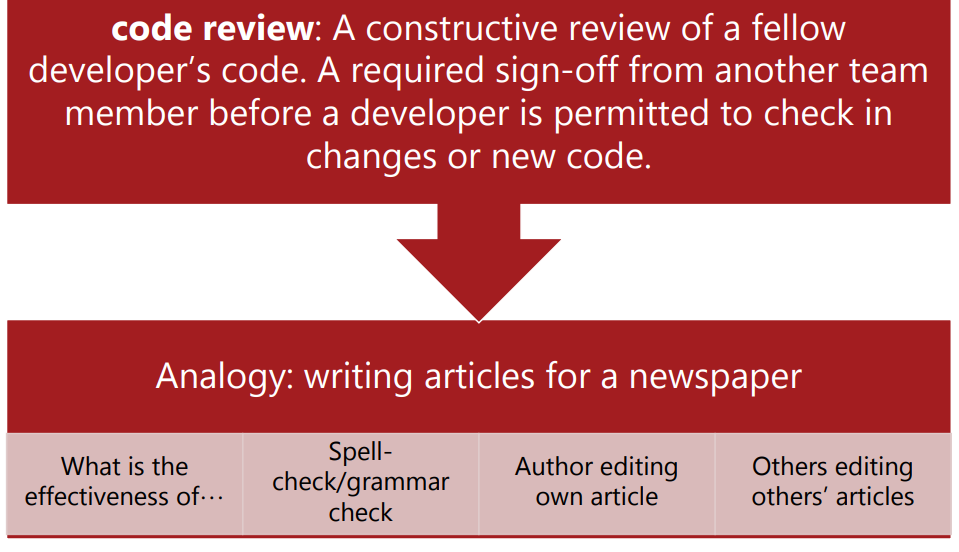 code review: A constructive review of a fellow
developer’s code. A required sign-off from another team
member before a developer is permitted to check in
changes or new code.
Analogy: writing articles for a newspaper
What is the
effectiveness of…
Spell-
check/grammar
check
Author editing
own article
Others editing
others’ articles